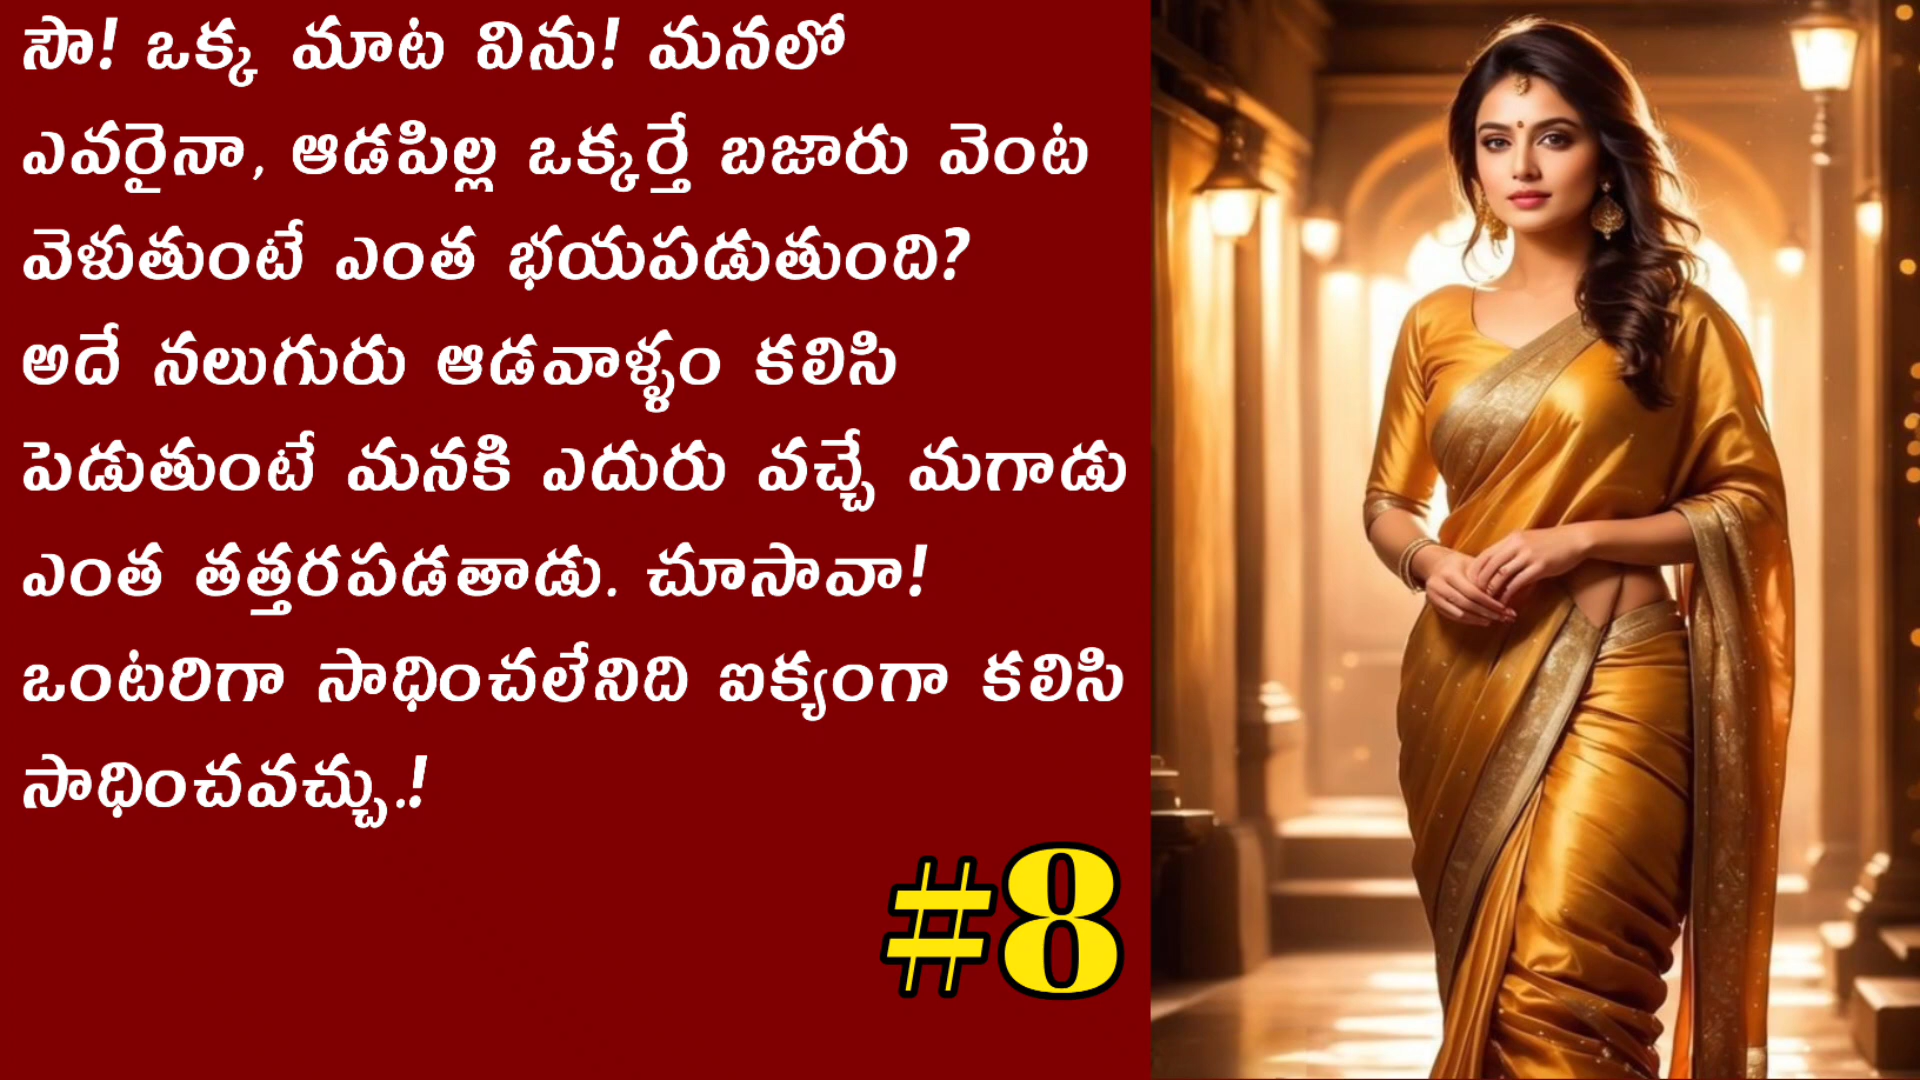 సౌ! ఒక్క మాట విను! మనలో
ఎవరైనా, ఆడపిల్ల ఒక్కర్తే బజారు వెంట
వెళుతుంటే ఎంత భయపడుతుంది?
అదే నలుగురు ఆడవాళ్ళం కలిసి
పెడుతుంటే మనకి ఎదురు వచ్చే మగాడు
ఎంత తత్తరపడతాడు. చూసావా!
ఒంటరిగా సాధించలేనిది ఐక్యంగా కలిసి
సాధించవచ్చు..!
#8